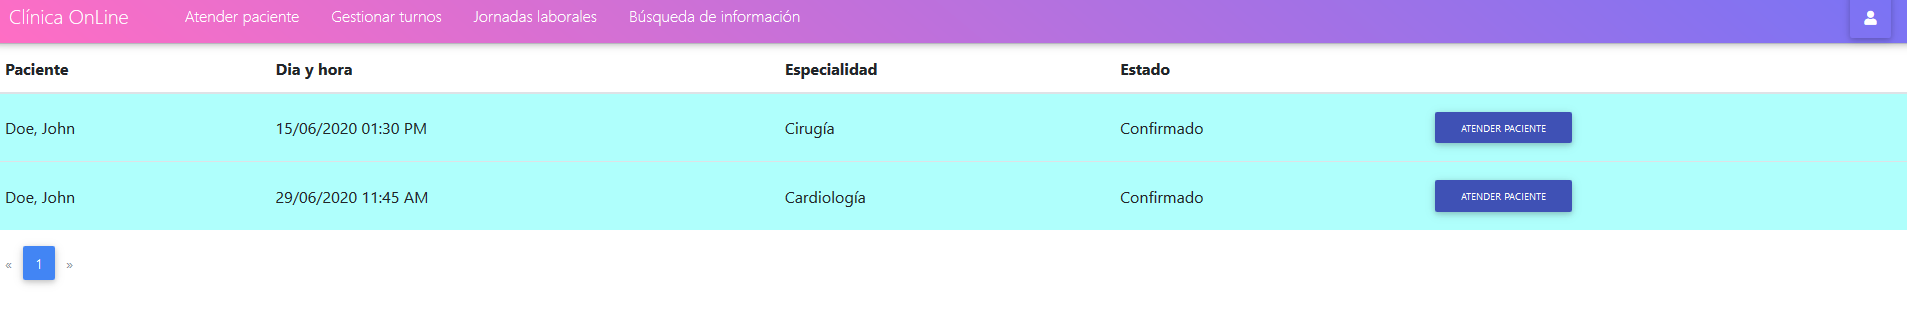 Clínica OnLine Atender paciente Gestionar turnos Jornadas laborales Búsqueda de información
Paciente Dia y hora Especialidad Estado
Doe, John 15/06/2020 01:30 PM Cirugía Confirmado ATENDER PACIENTE
Doe, John 29/06/2020 11:45 AM Cardiología Confirmado ATENDER PACIENTE
« 1 »